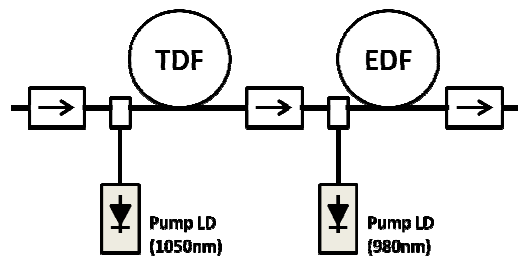 TDF
EDF
Pump LD
(1050nm)
Pump LD
(980nm)